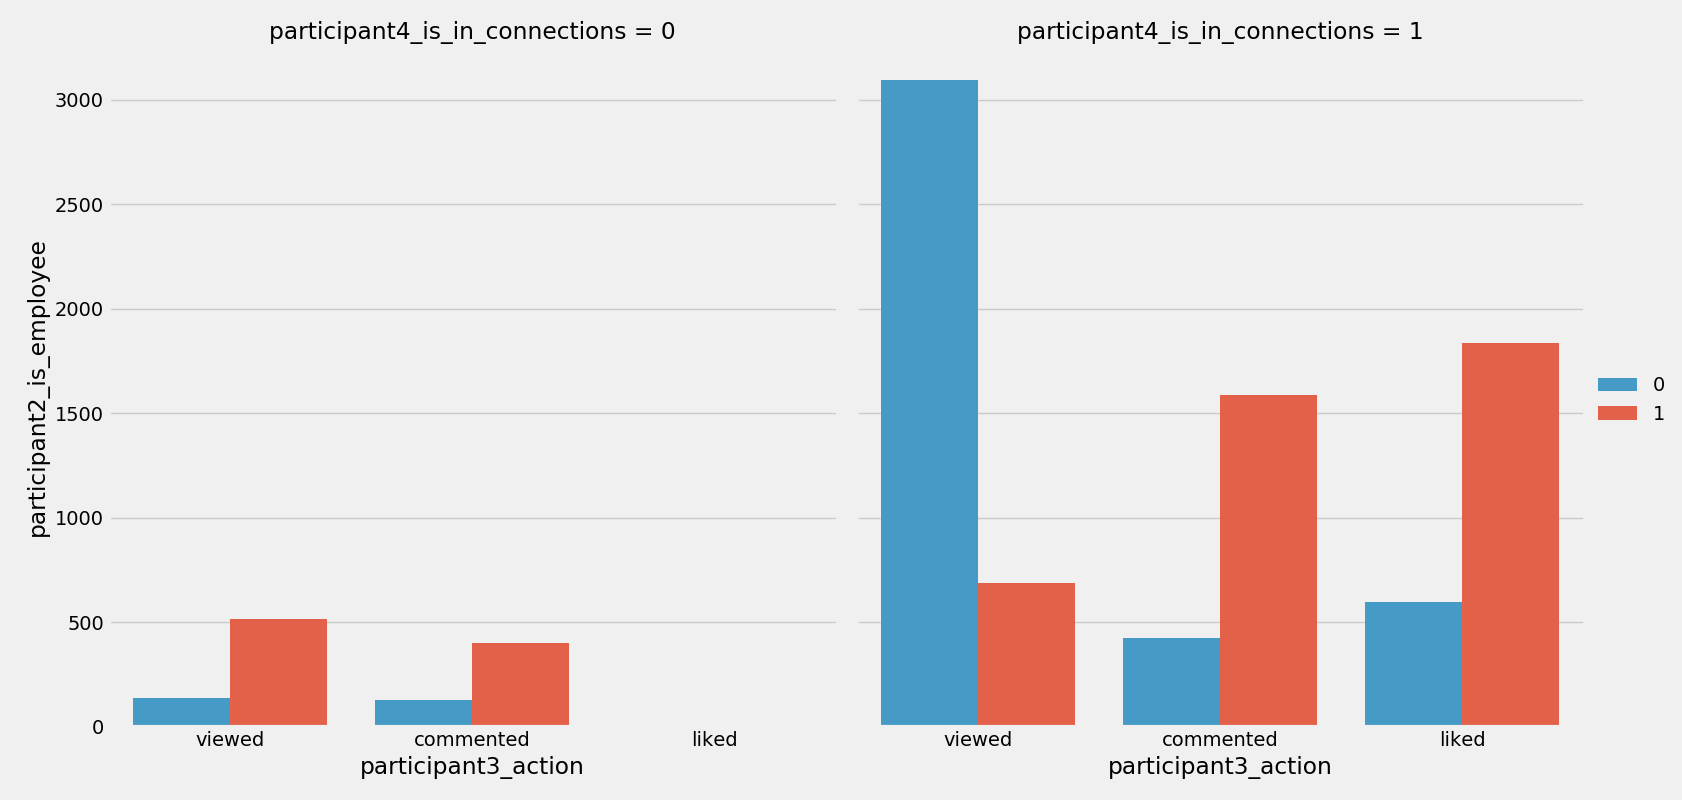 participant4_is_in_connections = 0
participant4_is_in_connections = 1
participant2_is_employee
3000
2500
2000
1500
1000
500
0
viewed commented liked
viewed commented liked
participant3_action
participant3_action
0
1